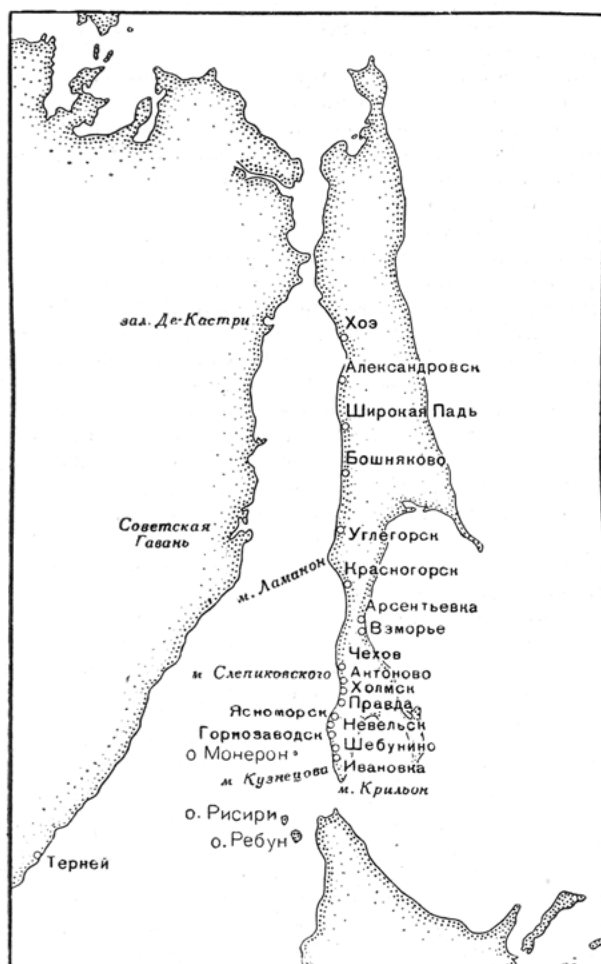 зал. Де-Кастри
Хоэ
Александровск
Широкая Падь
Бошняково
Советская
Гавань
Углегорск
м. Ламанон
Красногорск
Арсентьевка
Взморье
Чехов
м Слепиковского
Антоново
Холмск
Правда
Ясноморск
Невельск
Горнозаводск
Шебунино
о Монерон
Ивановка
м Кузнецова
м. Крильон
о. Рисири
о. Ребун
Терней